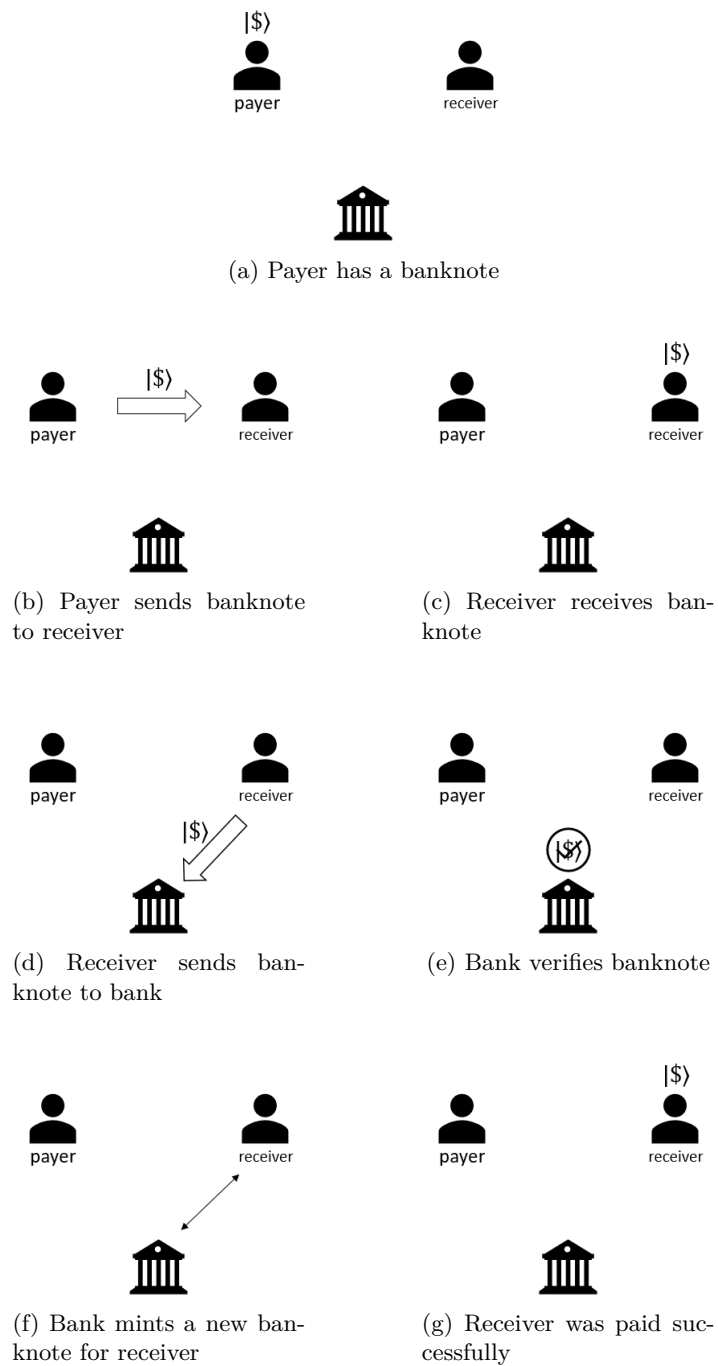 |$⟩
payer
receiver
(a) Payer has a banknote
|$⟩
payer
receiver
(b) Payer sends banknote
to receiver
|$⟩
payer
receiver
(c) Receiver receives ban-
knote
payer
receiver
|$⟩
(d) Receiver sends ban-
knote to bank
payer
receiver
|$⟩
(e) Bank verifies banknote
payer
receiver
(f) Bank mints a new ban-
knote for receiver
|$⟩
payer
receiver
(g) Receiver was paid suc-
cessfully